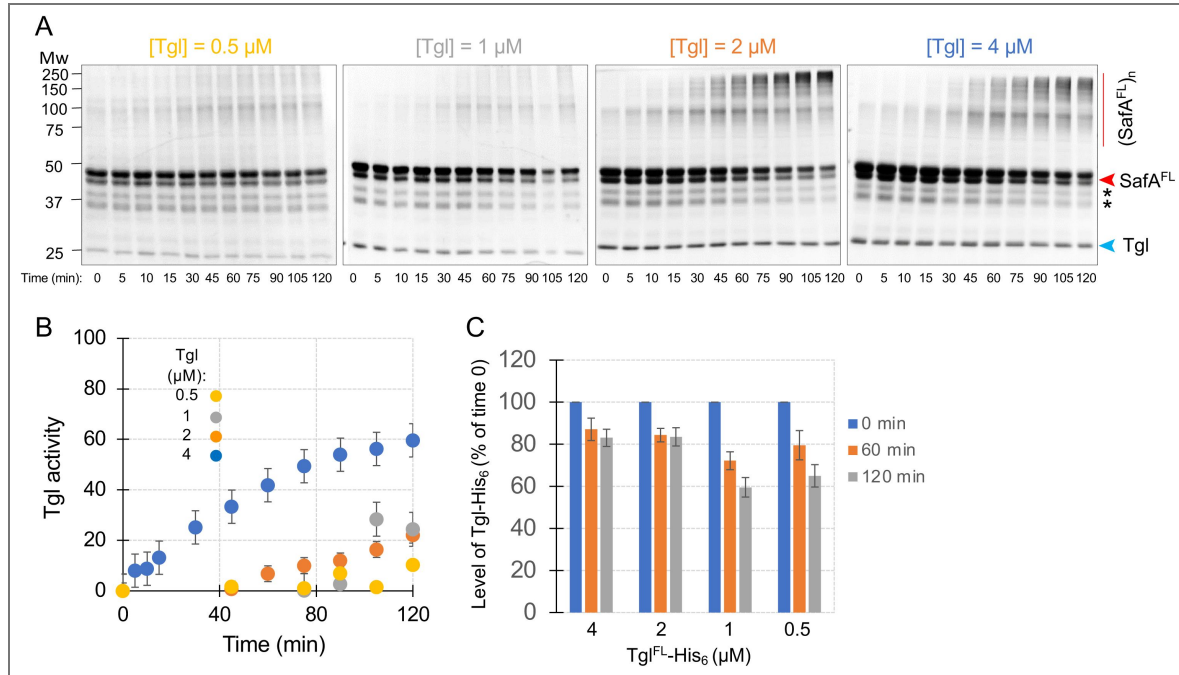 A
[Tgl] = 0.5 µM [Tgl] = 1 µM [Tgl] = 2 µM [Tgl] = 4 µM
Mw
250
150
100
75
50
37
25
(SafA^FL)n
SafA^FL
*
*
Tgl
Time (min): 0 5 10 15 30 45 60 75 90 105 120 0 5 10 15 30 45 60 75 90 105 120 0 5 10 15 30 45 60 75 90 105 120 0 5 10 15 30 45 60 75 90 105 120
B
Tgl activity
100
80
60
40
20
0
Tgl
(µM):
0.5
1
2
4
0 40 80 120
Time (min)
C
Level of Tgl-His6 (% of time 0)
120
100
80
60
40
20
0
4 2 1 0.5
Tgl^FL-His6 (µM)
0 min
60 min
120 min